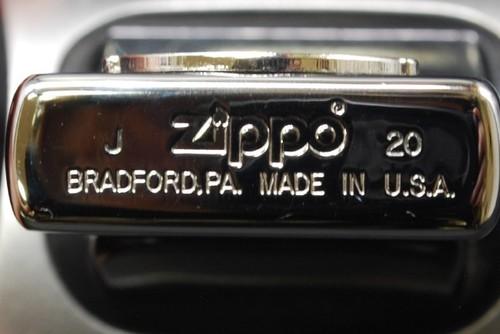 J Zippo® 20
BRADFORD.PA. MADE IN U.S.A.